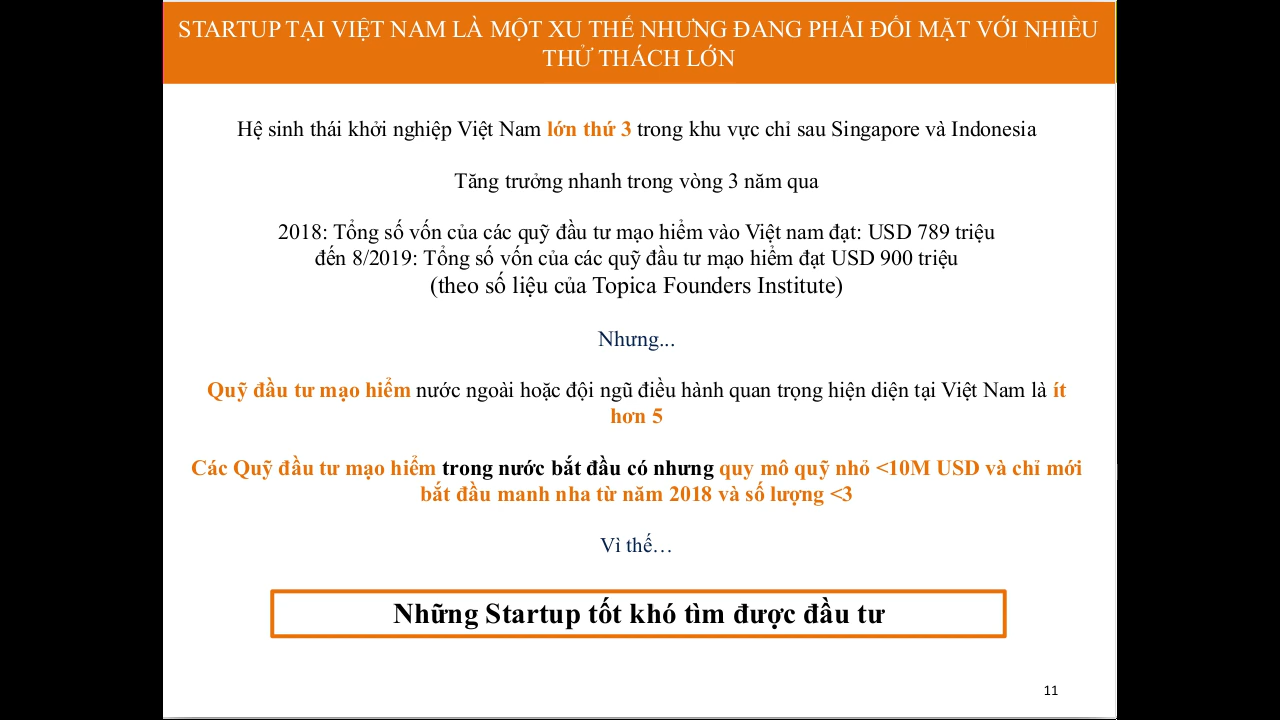 STARTUP TẠI VIỆT NAM LÀ MỘT XU THẾ NHƯNG ĐANG PHẢI ĐỐI MẶT VỚI NHIỀU
THỬ THÁCH LỚN
Hệ sinh thái khởi nghiệp Việt Nam lớn thứ 3 trong khu vực chỉ sau Singapore và Indonesia
Tăng trưởng nhanh trong vòng 3 năm qua
2018: Tổng số vốn của các quỹ đầu tư mạo hiểm vào Việt nam đạt: USD 789 triệu
đến 8/2019: Tổng số vốn của các quỹ đầu tư mạo hiểm đạt USD 900 triệu
(theo số liệu của Topica Founders Institute)
Nhưng...
Quỹ đầu tư mạo hiểm nước ngoài hoặc đội ngũ điều hành quan trọng hiện diện tại Việt Nam là ít
hơn 5
Các Quỹ đầu tư mạo hiểm trong nước bắt đầu có nhưng quy mô quỹ nhỏ <10M USD và chỉ mới
bắt đầu manh nha từ năm 2018 và số lượng <3
Vì thế…
Những Startup tốt khó tìm được đầu tư
11